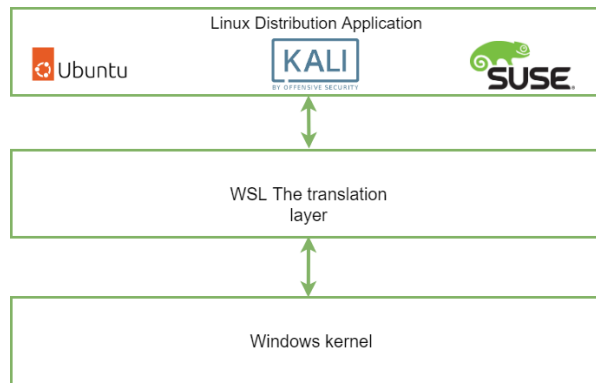 Linux Distribution Application
Ubuntu
KALI
BY OFFENSIVE SECURITY
SUSE
WSL The translation
layer
Windows kernel